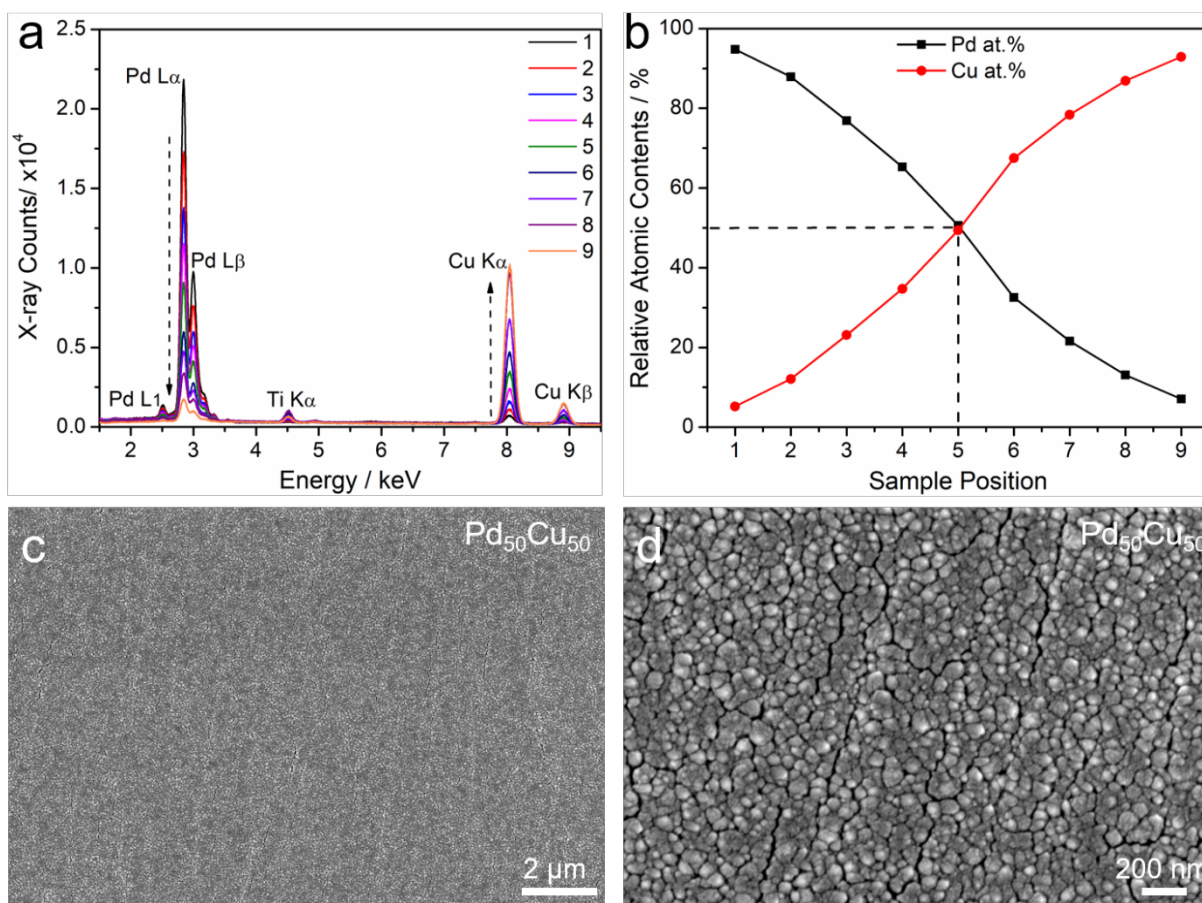 a
2.5
2.0
1.5
1.0
0.5
0.0
X-ray Counts/ x10⁴
2
3
4
5
6
7
8
9
Energy / keV
Pd Lα
Pd Lβ
Pd L1
Ti Kα
Cu Kα
Cu Kβ
1
2
3
4
5
6
7
8
9
b
100
80
60
40
20
0
Relative Atomic Contents / %
1
2
3
4
5
6
7
8
9
Sample Position
Pd at.%
Cu at.%
c
Pd₅₀Cu₅₀
2 μm
d
Pd₅₀Cu₅₀
200 nm